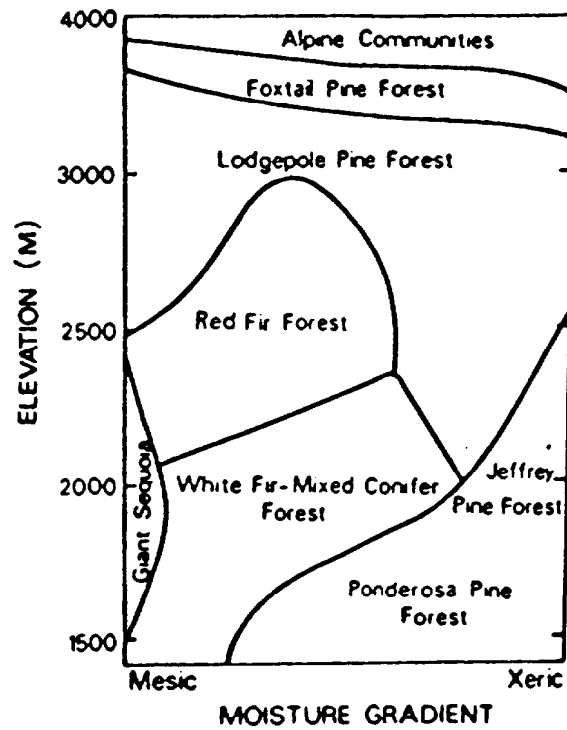 4000
Alpine Communities
Foxtail Pine Forest
Lodgepole Pine Forest
3000
ELEVATION (M)
Red Fir Forest
2500
Giant Sequoia
White Fir-Mixed Conifer
Forest
2000
Jeffrey
Pine Forest
Ponderosa Pine
Forest
1500
Mesic
Xeric
MOISTURE GRADIENT